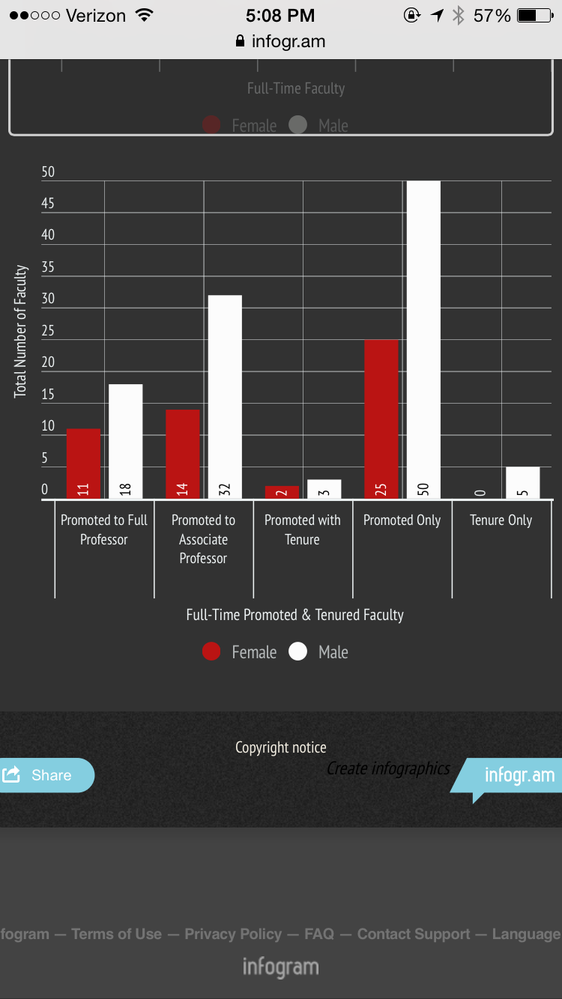 Verizon 5:08 PM 57%
infogr.am
Full-Time Faculty
Female Male
50
45
40
35
30
25
20
15
10
5
0
Total Number of Faculty
11 18 14 32 2 3 25 50 0 5
Promoted to Full
Professor
Promoted to
Associate
Professor
Promoted with
Tenure
Promoted Only
Tenure Only
Full-Time Promoted & Tenured Faculty
Female Male
Copyright notice
Create infographics
Share
infogr.am
fogram — Terms of Use — Privacy Policy — FAQ — Contact Support — Language
infogram